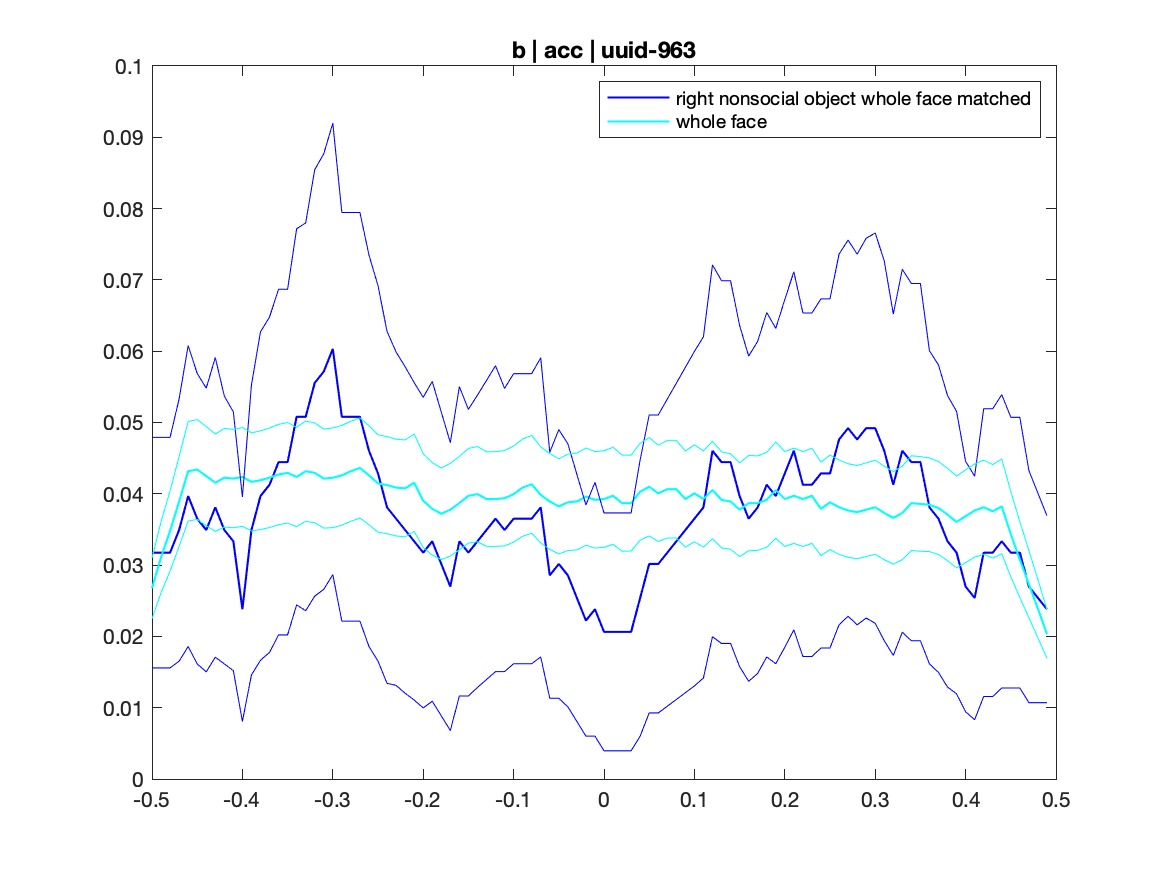 b | acc | uuid-963
right nonsocial object whole face matched
whole face
0.1
0.09
0.08
0.07
0.06
0.05
0.04
0.03
0.02
0.01
0
-0.5 -0.4 -0.3 -0.2 -0.1 0 0.1 0.2 0.3 0.4 0.5